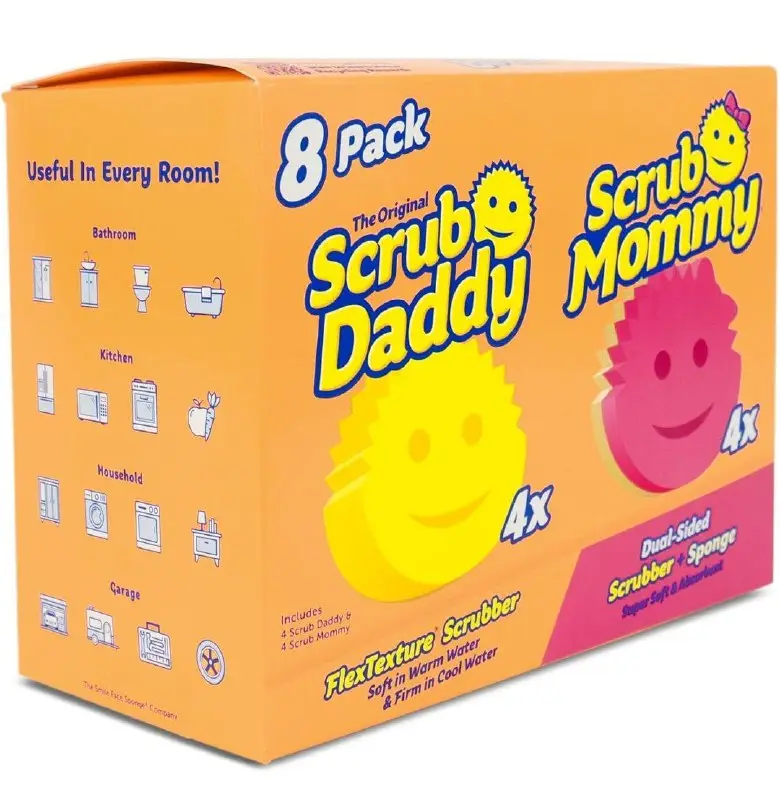 Useful In Every Room!
Bathroom
Kitchen
Household
Garage
The Smile Face Sponge® Company
8 Pack
The Original
Scrub
Daddy
4x
Includes
4 Scrub Daddy &
4 Scrub Mommy
FlexTexture® Scrubber
Soft in Warm Water
& Firm in Cool Water
Scrub
Mommy
4x
Dual-Sided
Scrubber + Sponge
Super Soft & Absorbent